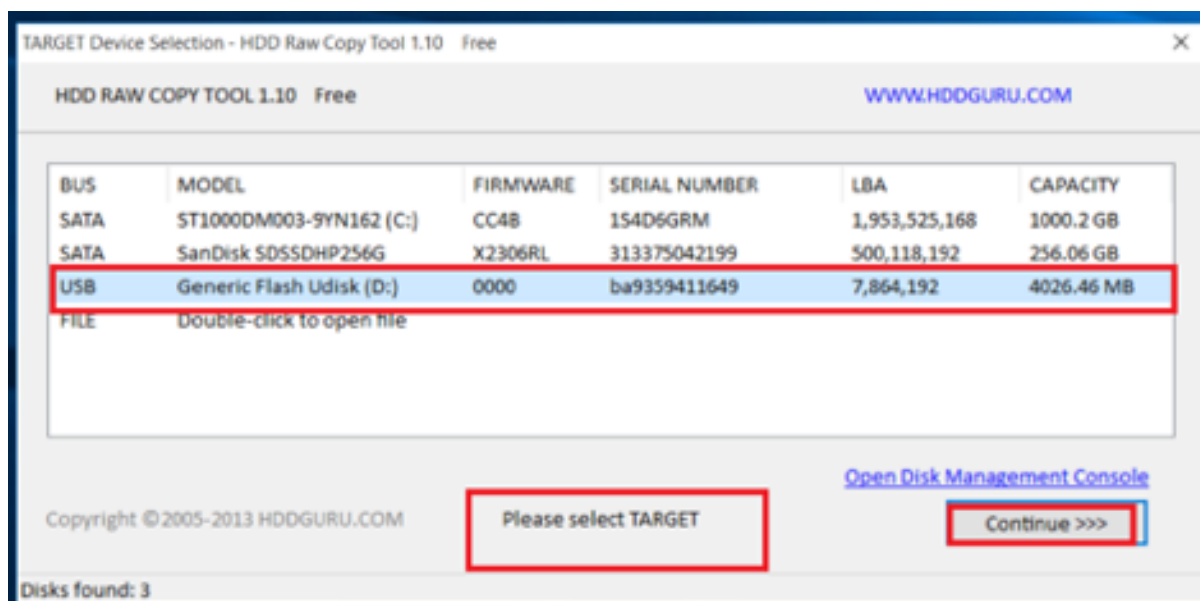 TARGET Device Selection - HDD Raw Copy Tool 1.10 Free
HDD RAW COPY TOOL 1.10 Free WWW.HDDGURU.COM
BUS MODEL FIRMWARE SERIAL NUMBER LBA CAPACITY
SATA ST1000DM003-9YN162 (C:) CC4B 1S4D6GRM 1,953,525,168 1000.2 GB
SATA SanDisk SDSSDHP256G X2306RL 313375042199 500,118,192 256.06 GB
USB Generic Flash Udisk (D:) 0000 ba9359411649 7,864,192 4026.46 MB
FILE Double-click to open file
Open Disk Management Console
Copyright ©2005-2013 HDDGURU.COM Please select TARGET Continue >>>
Disks found: 3